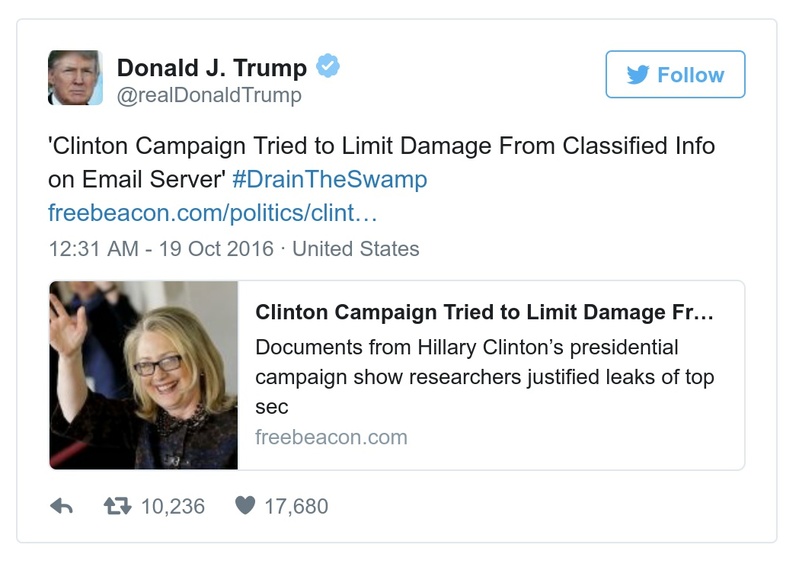 Donald J. Trump
Follow
@realDonaldTrump
'Clinton Campaign Tried to Limit Damage From Classified Info
on Email Server' #DrainTheSwamp
freebeacon.com/politics/clint…
12:31 AM - 19 Oct 2016 · United States
Clinton Campaign Tried to Limit Damage Fr…
Documents from Hillary Clinton’s presidential
campaign show researchers justified leaks of top
sec
freebeacon.com
10,236 17,680